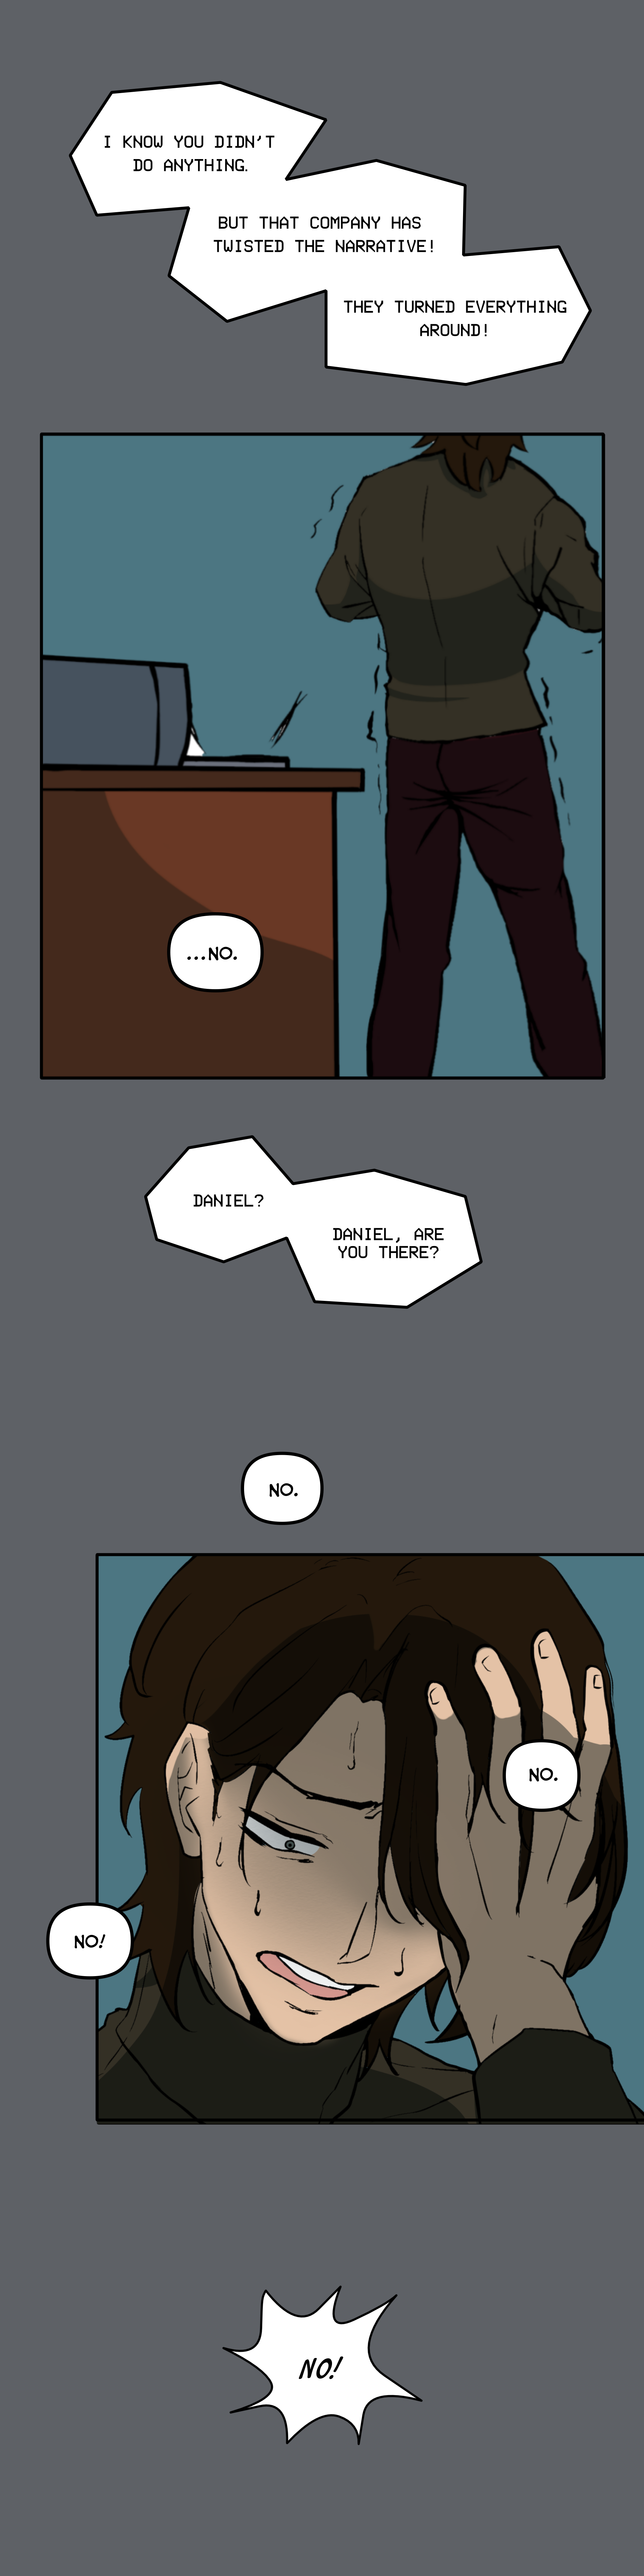 I KNOW YOU DIDN'T
DO ANYTHING.
BUT THAT COMPANY HAS
TWISTED THE NARRATIVE!
THEY TURNED EVERYTHING
AROUND!
...NO.
DANIEL?
DANIEL, ARE
YOU THERE?
NO.
NO.
NO!
NO!